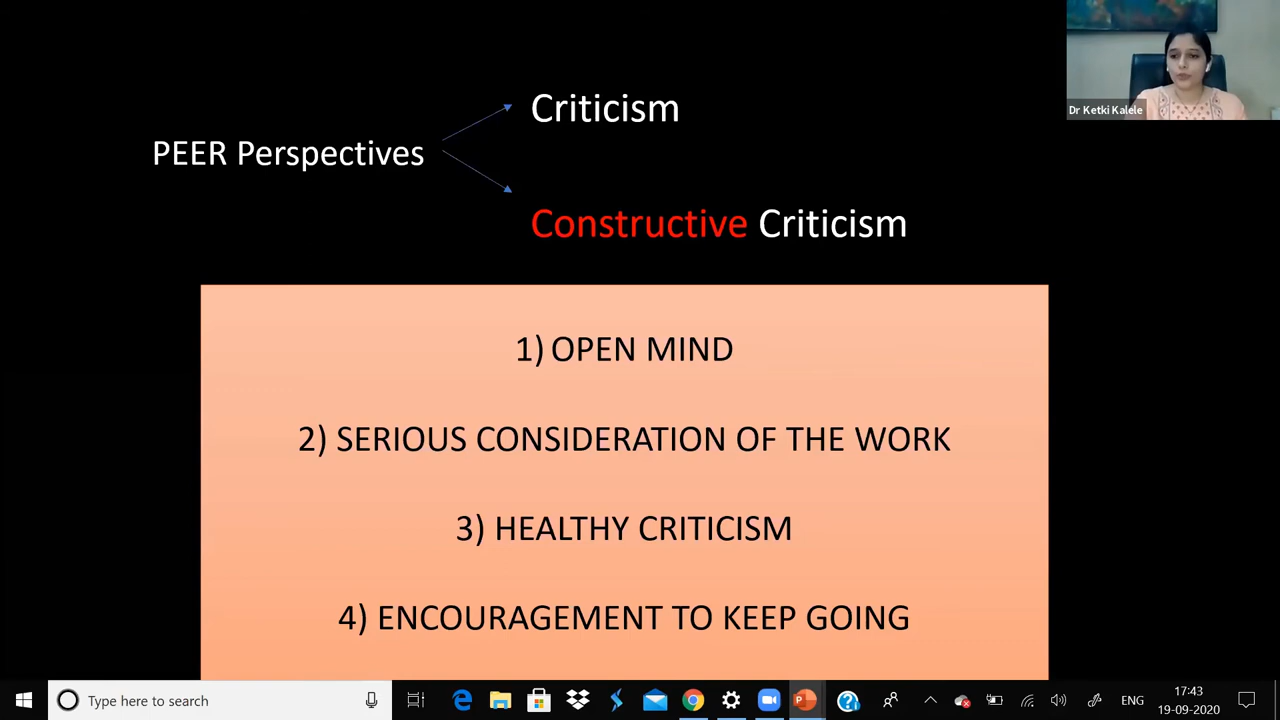 Dr Ketki Kalele
Criticism
PEER Perspectives
Constructive Criticism
1) OPEN MIND
2) SERIOUS CONSIDERATION OF THE WORK
3) HEALTHY CRITICISM
4) ENCOURAGEMENT TO KEEP GOING
Type here to search
ENG
17:43
19-09-2020